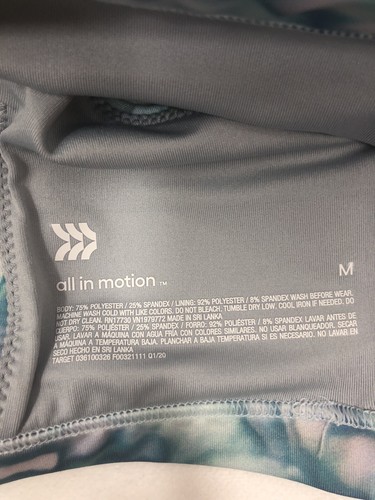 all in motion™
M
BODY: 75% POLYESTER / 25% SPANDEX / LINING: 92% POLYESTER / 8% SPANDEX WASH BEFORE WEAR.
MACHINE WASH COLD WITH LIKE COLORS. DO NOT BLEACH, TUMBLE DRY LOW. COOL IRON IF NEEDED. DO
NOT DRY CLEAN. RN17730 VN1979772 MADE IN SRI LANKA
CUERPO: 75% POLIÉSTER / 25% SPANDEX / FORRO: 92% POLIÉSTER / 8% SPANDEX LAVAR ANTES DE
USAR. LAVAR A MÁQUINA CON AGUA FRÍA CON COLORES SIMILARES. NO USAR BLANQUEADOR. SECAR
A MÁQUINA A TEMPERATURA BAJA. PLANCHAR A BAJA TEMPERATURA SI ES NECESARIO. NO LAVAR EN
SECO HECHO EN SRI LANKA
TARGET 036100328 F00321111 Q1/20